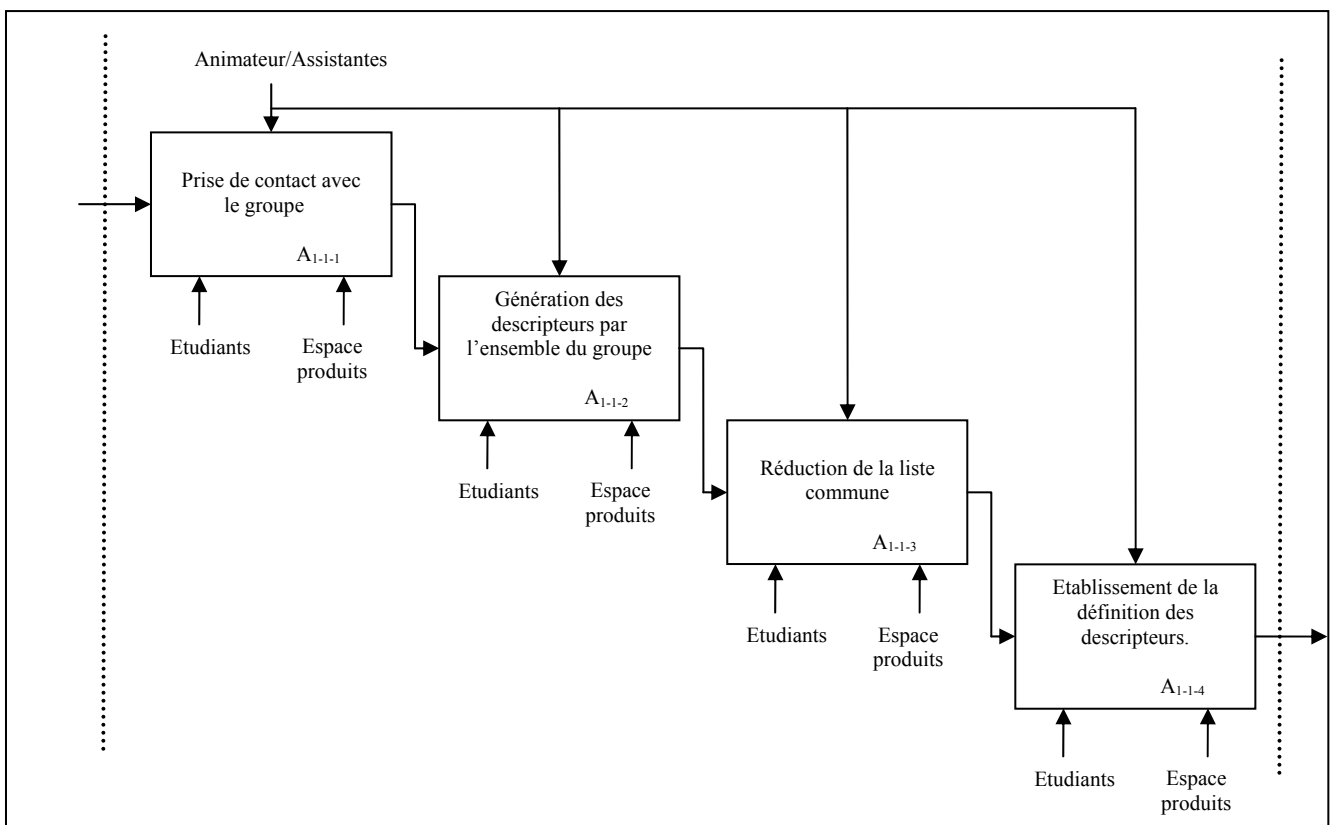 Animateur/Assistantes
Prise de contact avec
le groupe
A1-1-1
Etudiants
Espace
produits
Génération des
descripteurs par
l’ensemble du groupe
A1-1-2
Etudiants
Espace
produits
Réduction de la liste
commune
A1-1-3
Etudiants
Espace
produits
Etablissement de la
définition des
descripteurs.
A1-1-4
Etudiants
Espace
produits